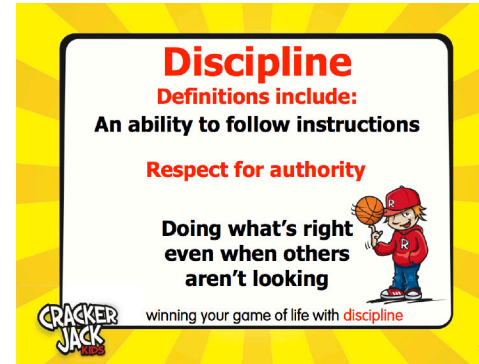 Discipline
Definitions include:
An ability to follow instructions
Respect for authority
Doing what's right
even when others
aren't looking
R
R
CRACKER
JACK
KIDS
winning your game of life with discipline